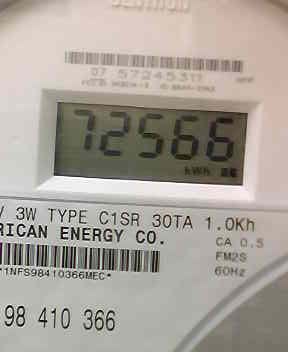 07 57245317
72566
kWh
V 3W TYPE C1SR 30TA 1.0Kh
RICAN ENERGY CO.
CA 0.5
FM2S
60Hz
*1NFS98410366MEC*
98 410 366